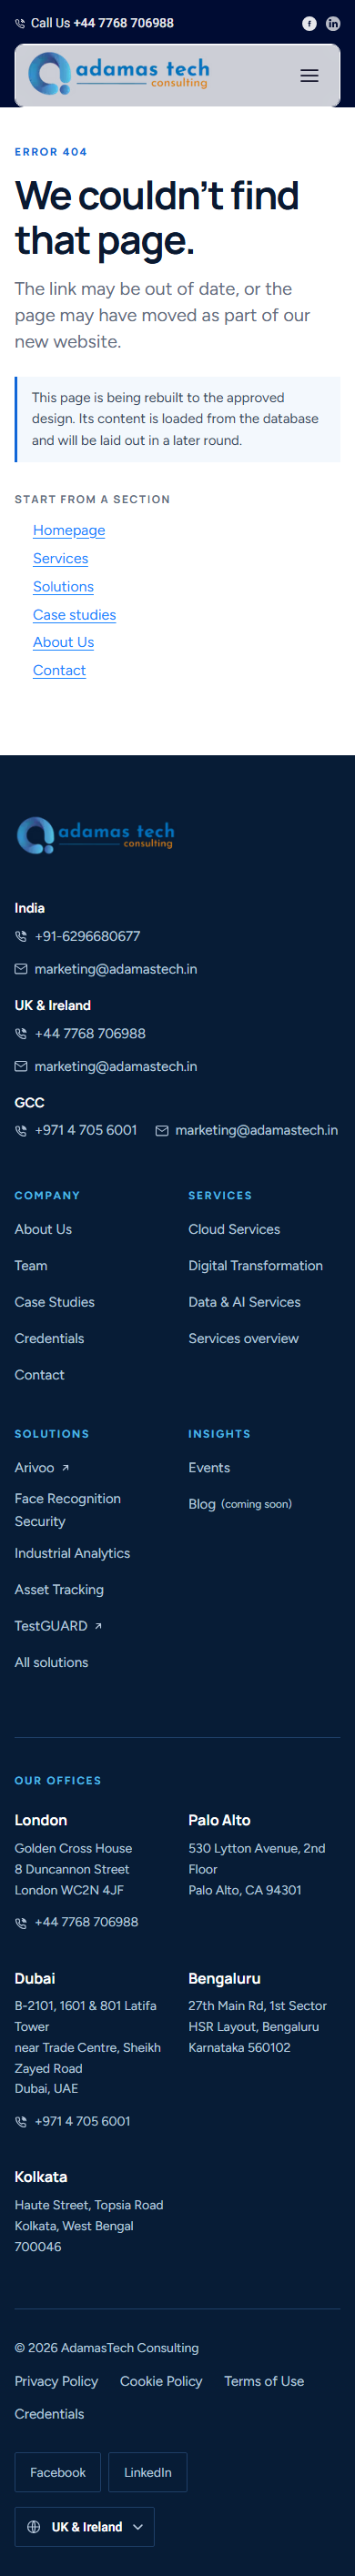 Call Us +44 7768 706988
adamas tech
consulting
ERROR 404
We couldn't find
that page.
The link may be out of date, or the
page may have moved as part of our
new website.
This page is being rebuilt to the approved
design. Its content is loaded from the database
and will be laid out in a later round.
START FROM A SECTION
Homepage
Services
Solutions
Case studies
About Us
Contact
adamas tech
consulting
India
+91-6296680677
marketing@adamastech.in
UK & Ireland
+44 7768 706988
marketing@adamastech.in
GCC
+971 4 705 6001 marketing@adamastech.in
COMPANY
About Us
Team
Case Studies
Credentials
Contact
SERVICES
Cloud Services
Digital Transformation
Data & AI Services
Services overview
SOLUTIONS
Arivoo
Face Recognition
Security
Industrial Analytics
Asset Tracking
TestGUARD
All solutions
INSIGHTS
Events
Blog (coming soon)
OUR OFFICES
London
Golden Cross House
8 Duncannon Street
London WC2N 4JF
+44 7768 706988
Palo Alto
530 Lytton Avenue, 2nd
Floor
Palo Alto, CA 94301
Dubai
B-2101, 1601 & 801 Latifa
Tower
near Trade Centre, Sheikh
Zayed Road
Dubai, UAE
+971 4 705 6001
Bengaluru
27th Main Rd, 1st Sector
HSR Layout, Bengaluru
Karnataka 560102
Kolkata
Haute Street, Topsia Road
Kolkata, West Bengal
700046
© 2026 AdamasTech Consulting
Privacy Policy Cookie Policy Terms of Use
Credentials
Facebook LinkedIn
UK & Ireland